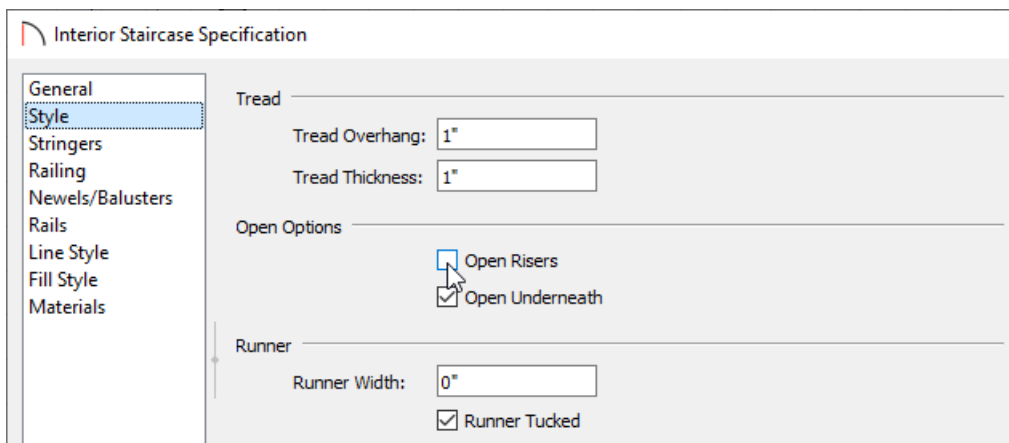 Interior Staircase Specification
General
Style
Stringers
Railing
Newels/Balusters
Rails
Line Style
Fill Style
Materials
Tread
Tread Overhang: 1"
Tread Thickness: 1"
Open Options
Open Risers
Open Underneath
Runner
Runner Width: 0"
Runner Tucked